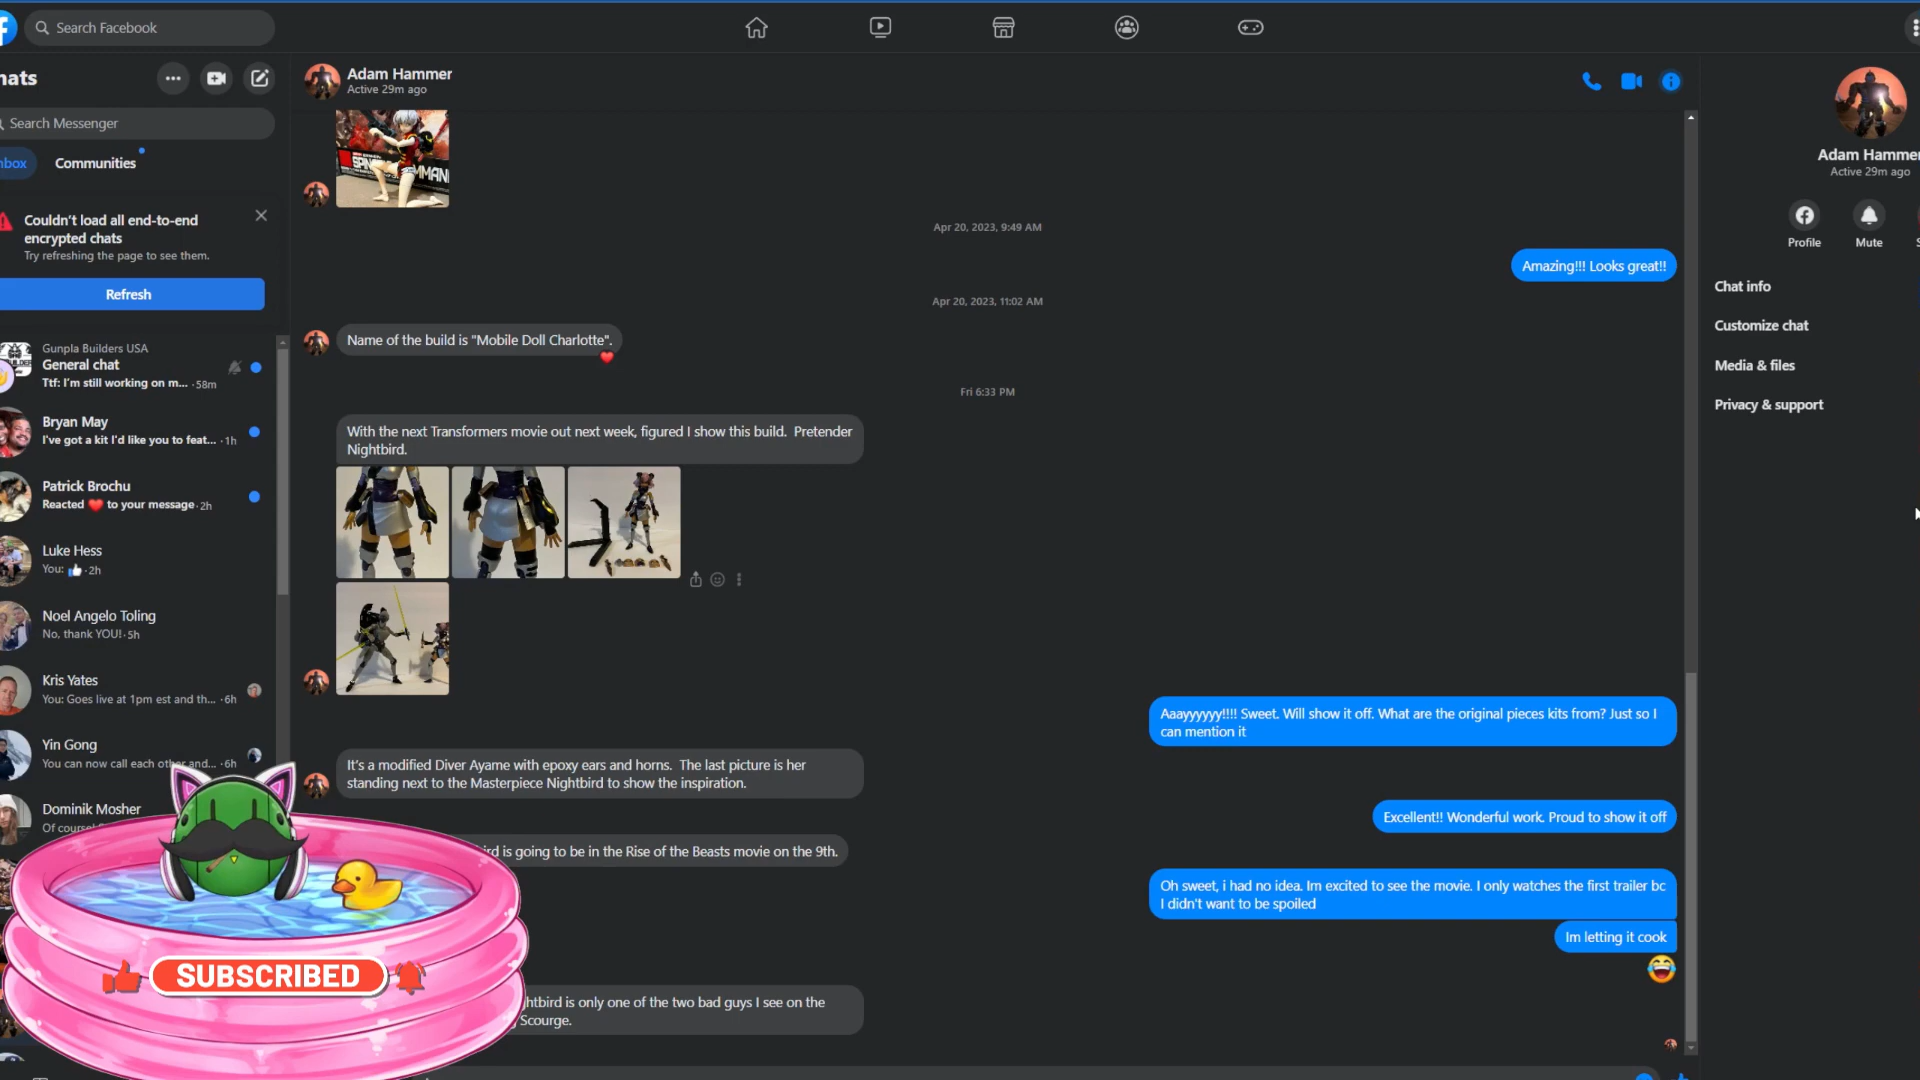 Search Facebook
hats
Search Messenger
nbox
Communities
Couldn't load all end-to-end
encrypted chats
Try refreshing the page to see them.
Refresh
Gunpla Builders USA
General chat
Ttf: I'm still working on m... · 58m
Bryan May
I've got a kit I'd like you to feat... · 1h
Patrick Brochu
Reacted ❤️ to your message · 2h
Luke Hess
You: 👍 · 2h
Noel Angelo Toling
No, thank YOU! · 5h
Kris Yates
You: Goes live at 1pm est and th... · 6h
Yin Gong
You can now call each other and... · 6h
Dominik Mosher
Of course!
SUBSCRIBED
Adam Hammer
Active 29m ago
Apr 20, 2023, 9:49 AM
Amazing!!! Looks great!!
Apr 20, 2023, 11:02 AM
Name of the build is "Mobile Doll Charlotte".
Fri 6:33 PM
With the next Transformers movie out next week, figured I show this build. Pretender
Nightbird.
Aaayyyyyy!!!! Sweet. Will show it off. What are the original pieces kits from? Just so I
can mention it
It's a modified Diver Ayame with epoxy ears and horns. The last picture is her
standing next to the Masterpiece Nightbird to show the inspiration.
Excellent!! Wonderful work. Proud to show it off
ird is going to be in the Rise of the Beasts movie on the 9th.
Oh sweet, i had no idea. Im excited to see the movie. I only watches the first trailer bc
I didn't want to be spoiled
Im letting it cook
htbird is only one of the two bad guys I see on the
Scourge.
Adam Hammer
Active 29m ago
Profile
Mute
Chat info
Customize chat
Media & files
Privacy & support